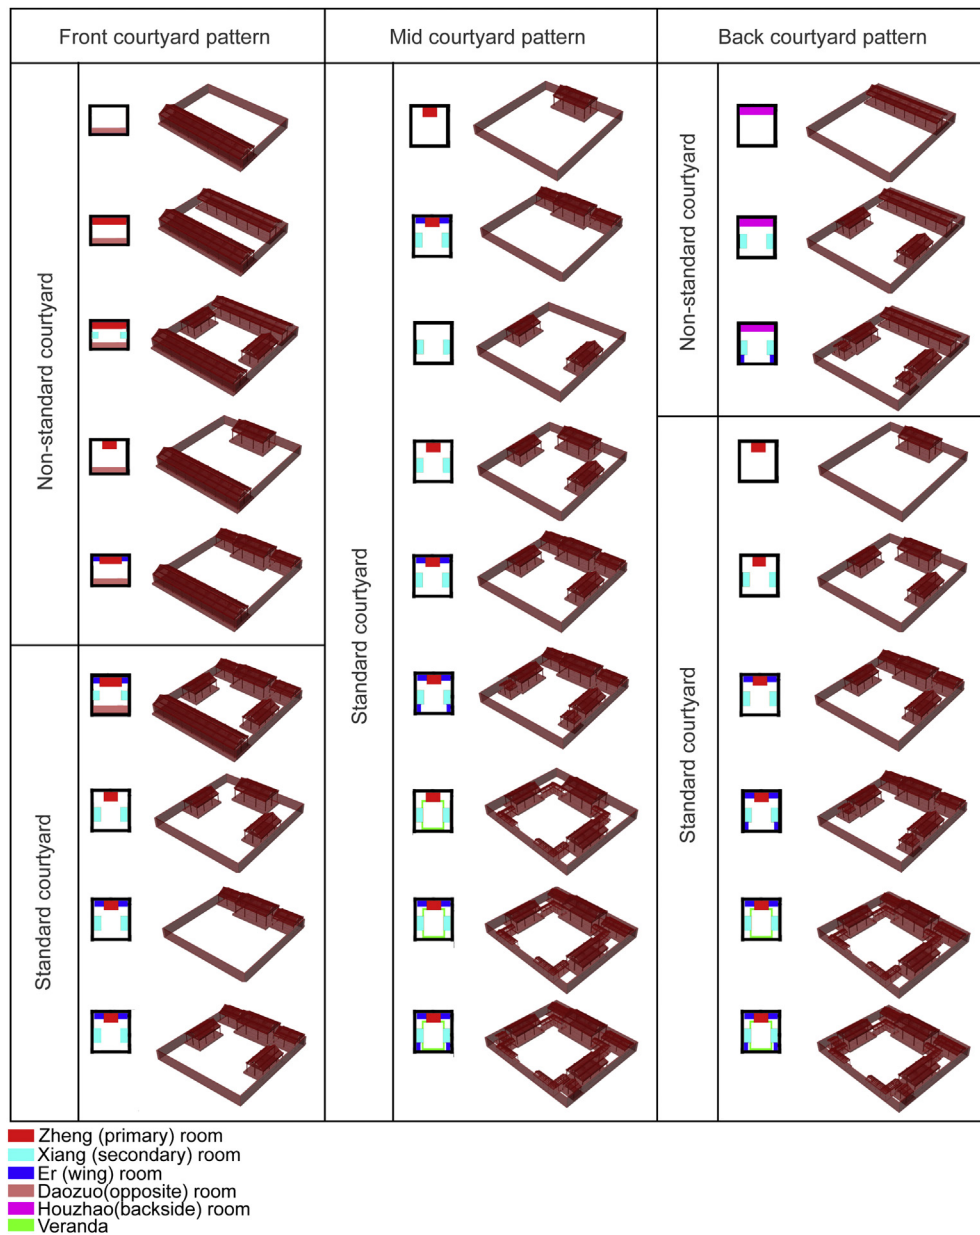 Front courtyard pattern
Mid courtyard pattern
Back courtyard pattern
Non-standard courtyard
Standard courtyard
Standard courtyard
Non-standard courtyard
Standard courtyard
Zheng (primary) room
Xiang (secondary) room
Er (wing) room
Daozuo(opposite) room
Houzhao(backside) room
Veranda